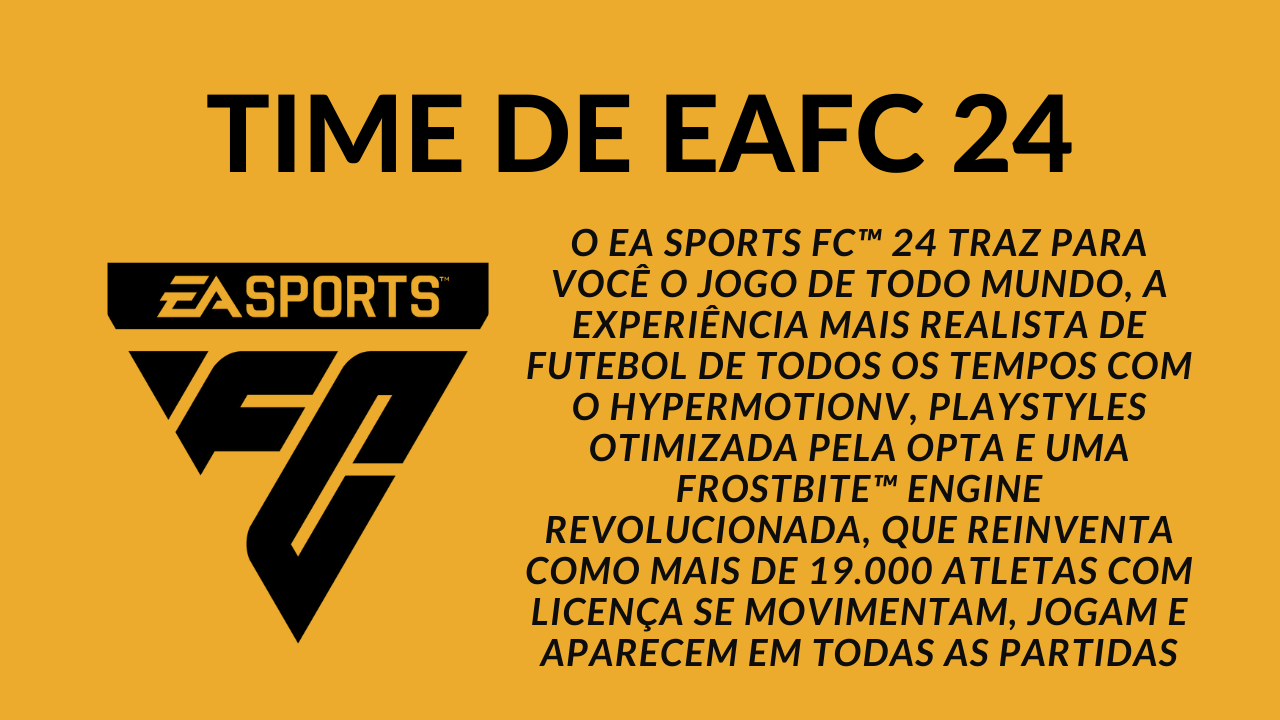 TIME DE EAFC 24
EA SPORTS™
FC
O EA SPORTS FC™ 24 TRAZ PARA
VOCÊ O JOGO DE TODO MUNDO, A
EXPERIÊNCIA MAIS REALISTA DE
FUTEBOL DE TODOS OS TEMPOS COM
O HYPERMOTIONV, PLAYSTYLES
OTIMIZADA PELA OPTA E UMA
FROSTBITE™ ENGINE
REVOLUCIONADA, QUE REINVENTA
COMO MAIS DE 19.000 ATLETAS COM
LICENÇA SE MOVIMENTAM, JOGAM E
APARECEM EM TODAS AS PARTIDAS